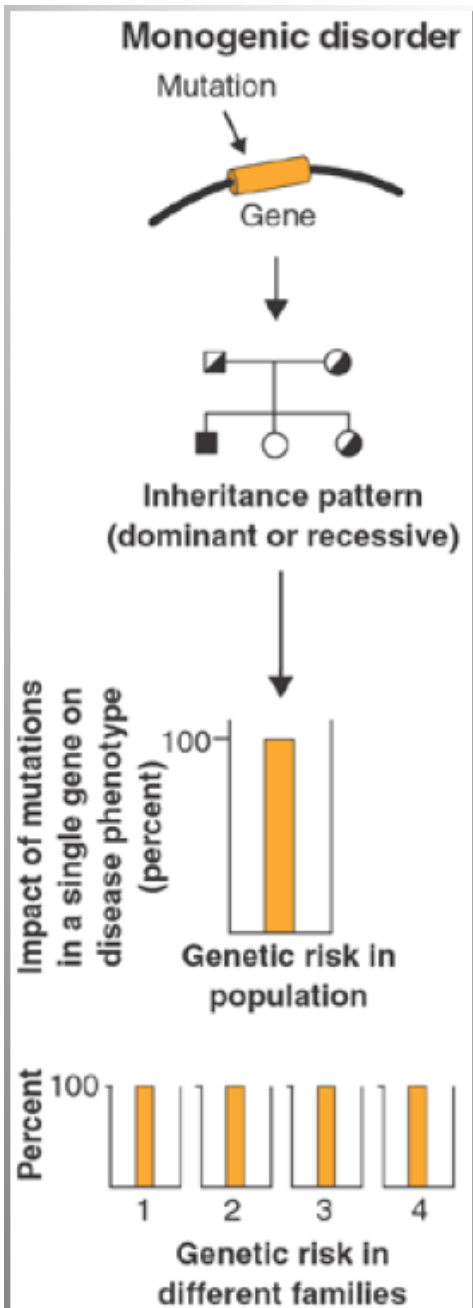 Monogenic disorder
Mutation
Gene
Inheritance pattern
(dominant or recessive)
Impact of mutations
in a single gene on
disease phenotype
(percent)
100
Genetic risk in
population
Percent
100
1 2 3 4
Genetic risk in
different families